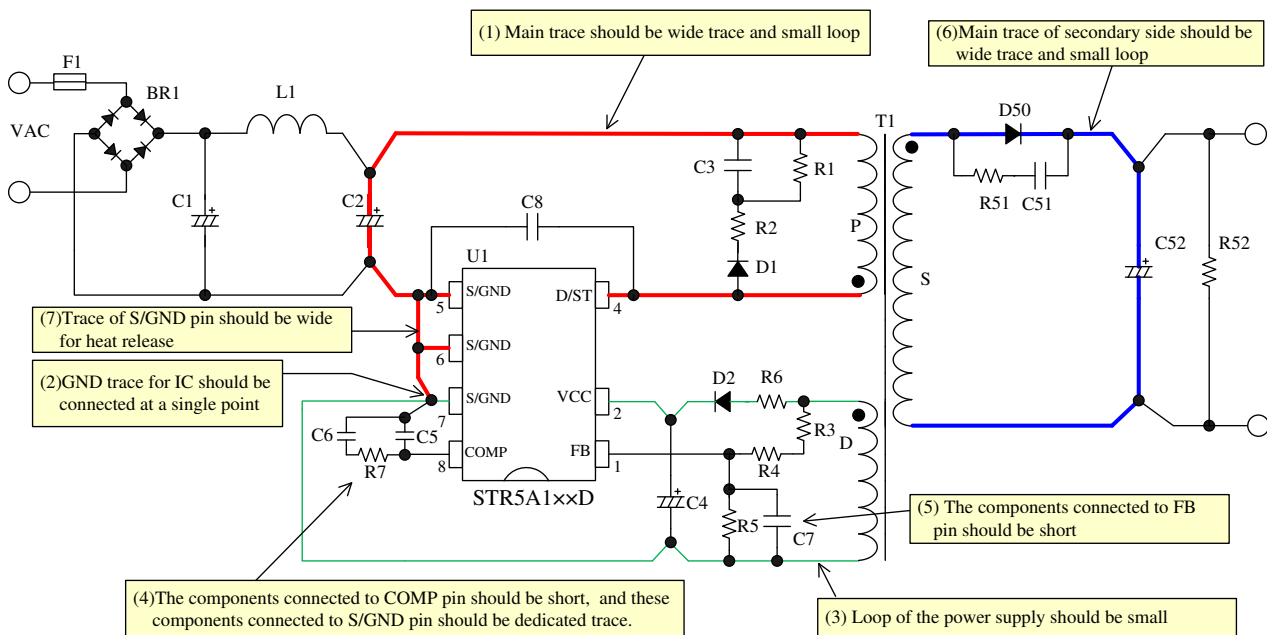 (1) Main trace should be wide trace and small loop
(6)Main trace of secondary side should be
wide trace and small loop
F1
BR1
L1
VAC
C1
C2
C8
C3
R1
R2
D1
P
T1
S
D50
R51
C51
C52
R52
U1
S/GND
5
D/ST
4
S/GND
6
S/GND
7
VCC
2
COMP
8
FB
1
STR5A1××D
(7)Trace of S/GND pin should be wide
for heat release
(2)GND trace for IC should be
connected at a single point
C6
C5
R7
D2
R6
R3
D
R4
C4
R5
C7
(5) The components connected to FB
pin should be short
(4)The components connected to COMP pin should be short, and these
components connected to S/GND pin should be dedicated trace.
(3) Loop of the power supply should be small